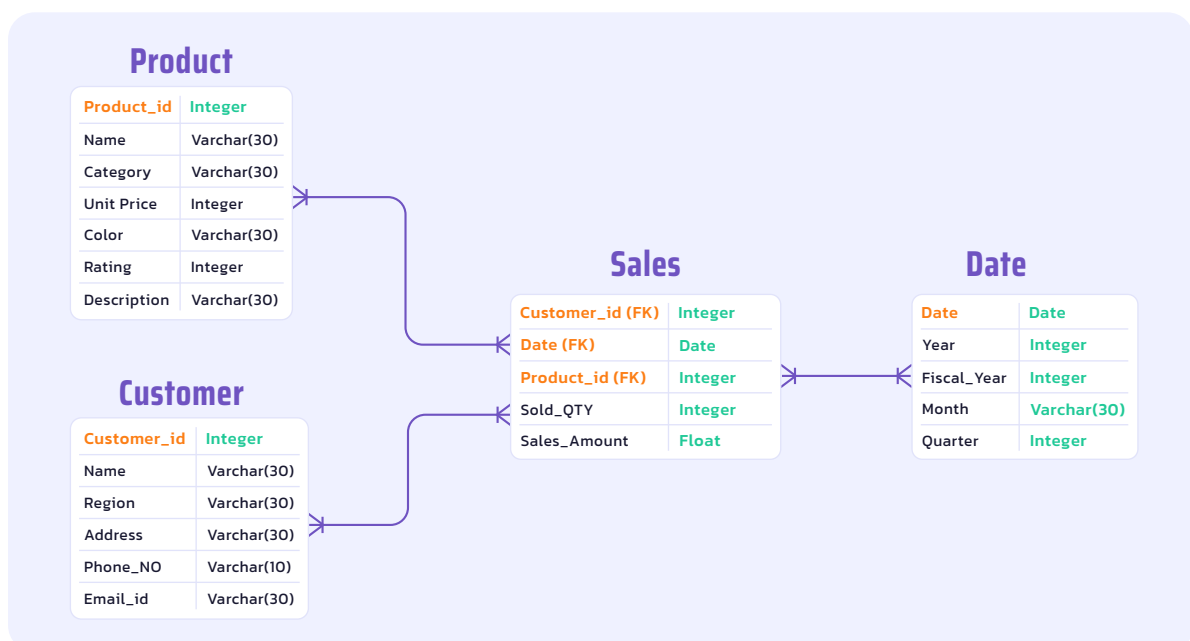 Product
Product_id Integer
Name Varchar(30)
Category Varchar(30)
Unit Price Integer
Color Varchar(30)
Rating Integer
Description Varchar(30)
Customer
Customer_id Integer
Name Varchar(30)
Region Varchar(30)
Address Varchar(30)
Phone_NO Varchar(10)
Email_id Varchar(30)
Sales
Customer_id (FK) Integer
Date (FK) Date
Product_id (FK) Integer
Sold_QTY Integer
Sales_Amount Float
Date
Date Date
Year Integer
Fiscal_Year Integer
Month Varchar(30)
Quarter Integer